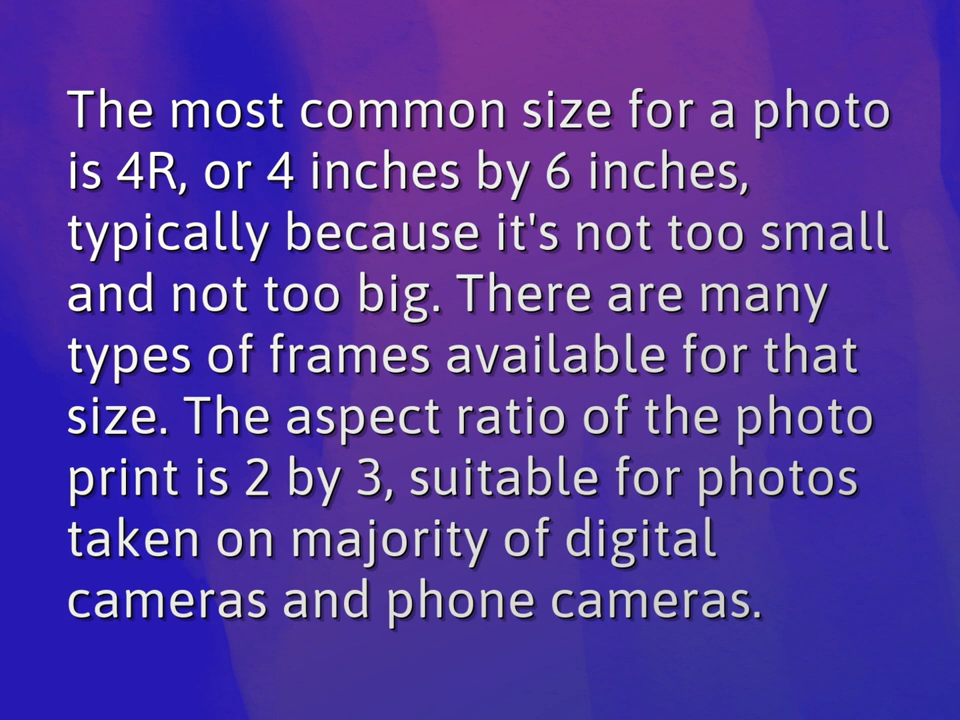 The most common size for a photo
is 4R, or 4 inches by 6 inches,
typically because it's not too small
and not too big. There are many
types of frames available for that
size. The aspect ratio of the photo
print is 2 by 3, suitable for photos
taken on majority of digital
cameras and phone cameras.